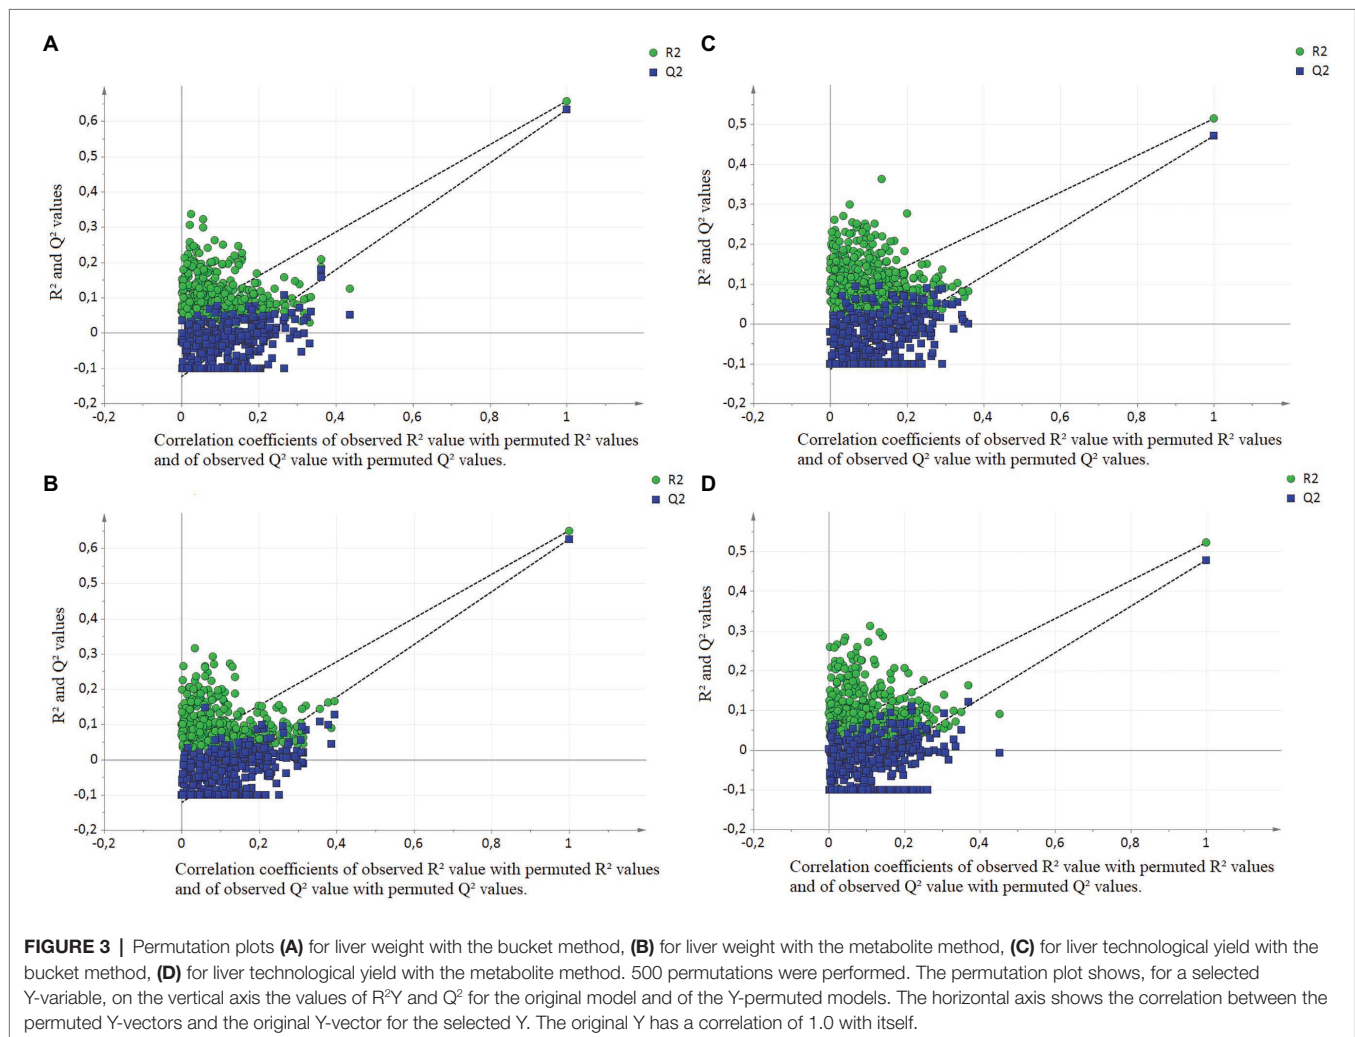 A
R2
Q2
0,6
0,5
0,4
0,3
0,2
0,1
0
-0,1
-0,2
R² and Q² values
-0,2 0 0,2 0,4 0,6 0,8 1
Correlation coefficients of observed R² value with permuted R² values
and of observed Q² value with permuted Q² values.
C
R2
Q2
0,5
0,4
0,3
0,2
0,1
0
-0,1
-0,2
R² and Q² values
-0,2 0 0,2 0,4 0,6 0,8 1
Correlation coefficients of observed R² value with permuted R² values
and of observed Q² value with permuted Q² values.
B
R2
Q2
0,6
0,5
0,4
0,3
0,2
0,1
0
-0,1
-0,2
R² and Q² values
-0,2 0 0,2 0,4 0,6 0,8 1
Correlation coefficients of observed R² value with permuted R² values
and of observed Q² value with permuted Q² values.
D
R2
Q2
0,5
0,4
0,3
0,2
0,1
0
-0,1
-0,2
R² and Q² values
-0,2 0 0,2 0,4 0,6 0,8 1
Correlation coefficients of observed R² value with permuted R² values
and of observed Q² value with permuted Q² values.
FIGURE 3 | Permutation plots (A) for liver weight with the bucket method, (B) for liver weight with the metabolite method, (C) for liver technological yield with the
bucket method, (D) for liver technological yield with the metabolite method. 500 permutations were performed. The permutation plot shows, for a selected
Y-variable, on the vertical axis the values of R²Y and Q² for the original model and of the Y-permuted models. The horizontal axis shows the correlation between the
permuted Y-vectors and the original Y-vector for the selected Y. The original Y has a correlation of 1.0 with itself.